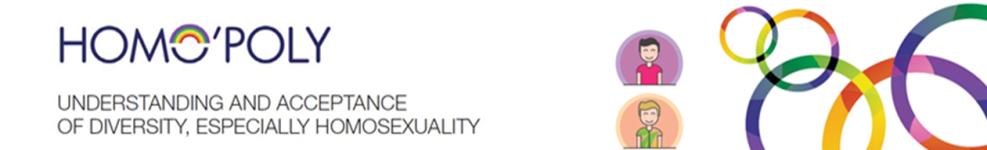 HOMO'POLY
UNDERSTANDING AND ACCEPTANCE
OF DIVERSITY, ESPECIALLY HOMOSEXUALITY